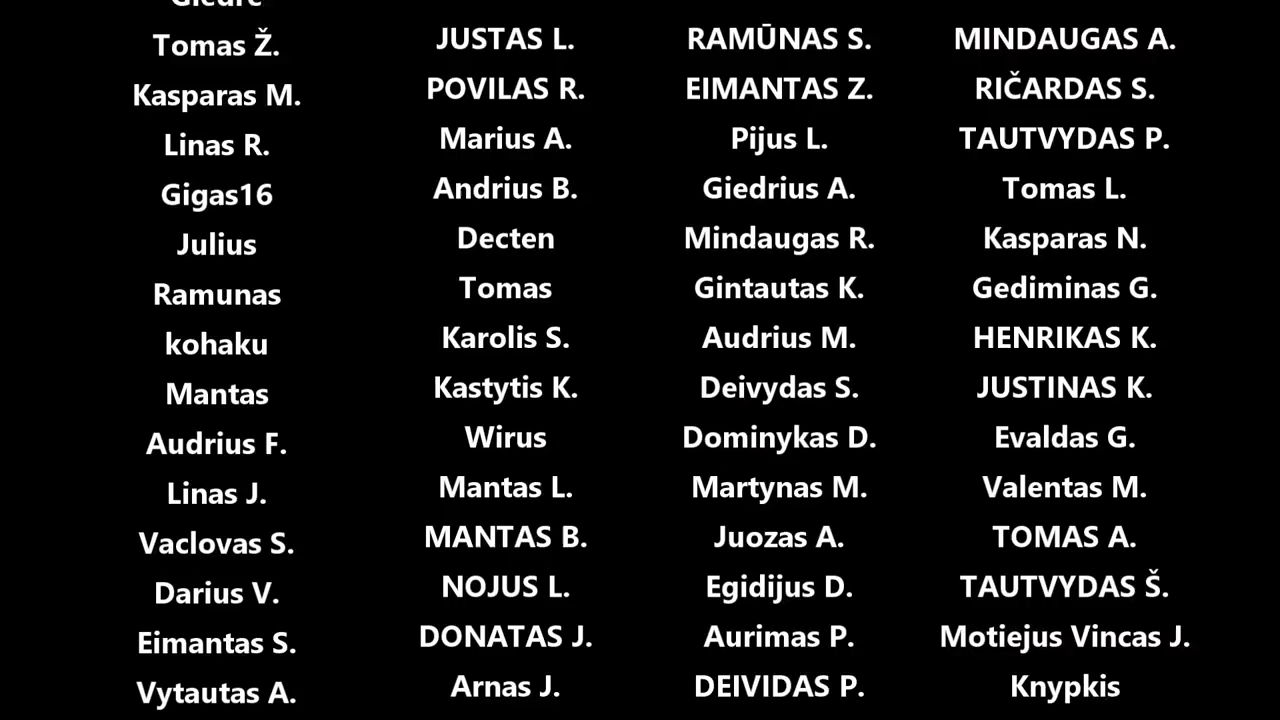 Giedrė
Tomas Ž.
Kasparas M.
Linas R.
Gigas16
Julius
Ramunas
kohaku
Mantas
Audrius F.
Linas J.
Vaclovas S.
Darius V.
Eimantas S.
Vytautas A.
JUSTAS L.
POVILAS R.
Marius A.
Andrius B.
Decten
Tomas
Karolis S.
Kastytis K.
Wirus
Mantas L.
MANTAS B.
NOJUS L.
DONATAS J.
Arnas J.
RAMŪNAS S.
EIMANTAS Z.
Pijus L.
Giedrius A.
Mindaugas R.
Gintautas K.
Audrius M.
Deivydas S.
Dominykas D.
Martynas M.
Juozas A.
Egidijus D.
Aurimas P.
DEIVIDAS P.
MINDAUGAS A.
RIČARDAS S.
TAUTVYDAS P.
Tomas L.
Kasparas N.
Gediminas G.
HENRIKAS K.
JUSTINAS K.
Evaldas G.
Valentas M.
TOMAS A.
TAUTVYDAS Š.
Motiejus Vincas J.
Knypkis